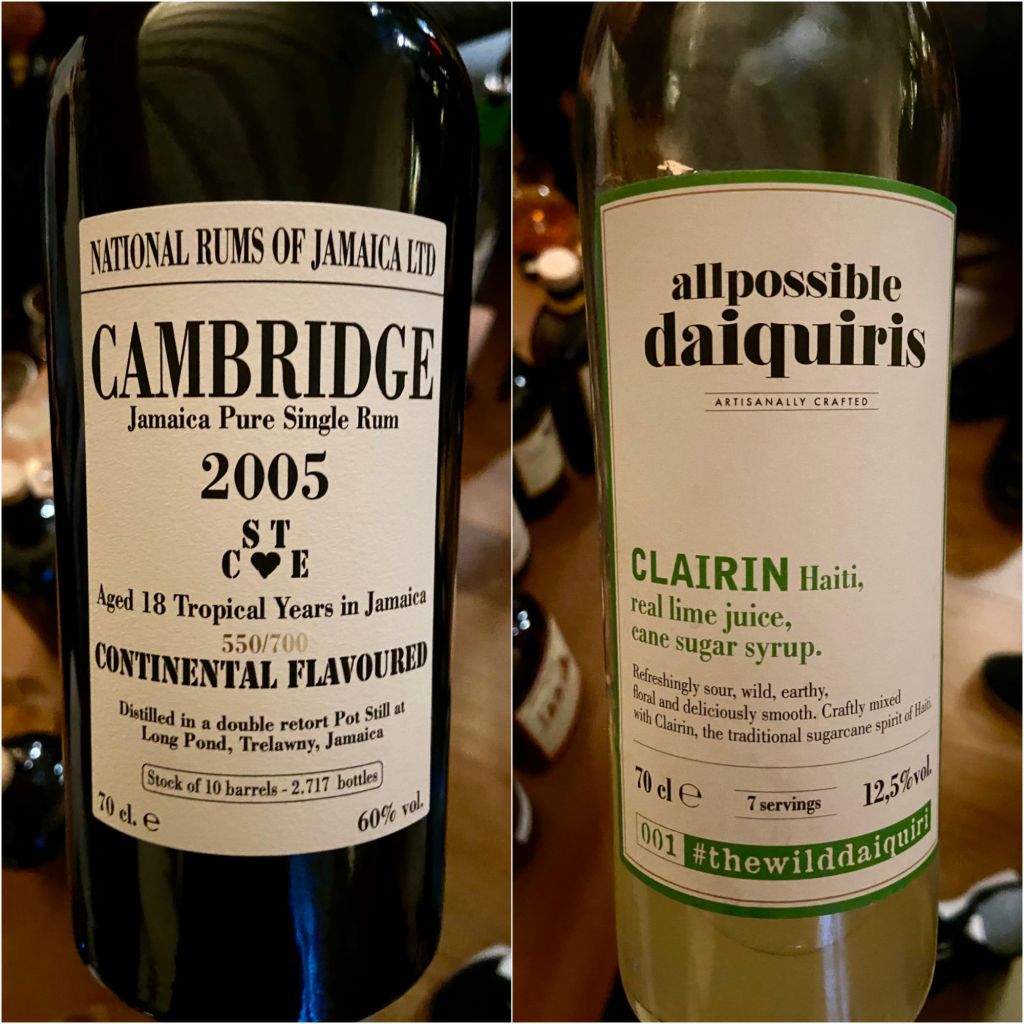 NATIONAL RUMS OF JAMAICA LTD
CAMBRIDGE
Jamaica Pure Single Rum
2005
S T
C ♥ E
Aged 18 Tropical Years in Jamaica
550/700
CONTINENTAL FLAVOURED
Distilled in a double retort Pot Still at
Long Pond, Trelawny, Jamaica
Stock of 10 barrels - 2.717 bottles
70 cl. ℮
60% vol.
allpossible
daiquiris
ARTISANALLY CRAFTED
CLAIRIN Haiti,
real lime juice,
cane sugar syrup.
Refreshingly sour, wild, earthy,
floral and deliciously smooth. Craftly mixed
with Clairin, the traditional sugarcane spirit of Haiti.
70 cl ℮
7 servings
12,5%vol.
001 #thewilddaiquiri